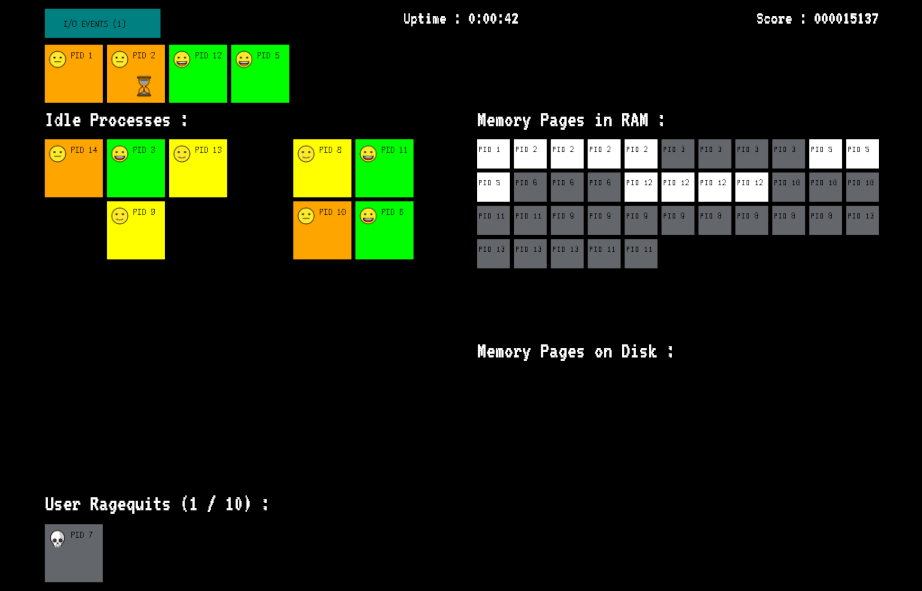 I/O EVENTS (1)
Uptime : 0:00:42
Score : 000015137
PID 1
PID 2
PID 12
PID 5
Idle Processes :
PID 14
PID 3
PID 13
PID 8
PID 11
PID 9
PID 10
PID 6
Memory Pages in RAM :
PID 1 PID 2 PID 2 PID 2 PID 2 PID 3 PID 3 PID 3 PID 3 PID 5 PID 5
PID 5 PID 6 PID 6 PID 6 PID 12 PID 12 PID 12 PID 12 PID 10 PID 10 PID 10
PID 11 PID 11 PID 9 PID 9 PID 9 PID 9 PID 8 PID 8 PID 8 PID 8 PID 13
PID 13 PID 13 PID 13 PID 11 PID 11
Memory Pages on Disk :
User Ragequits (1 / 10) :
PID 7